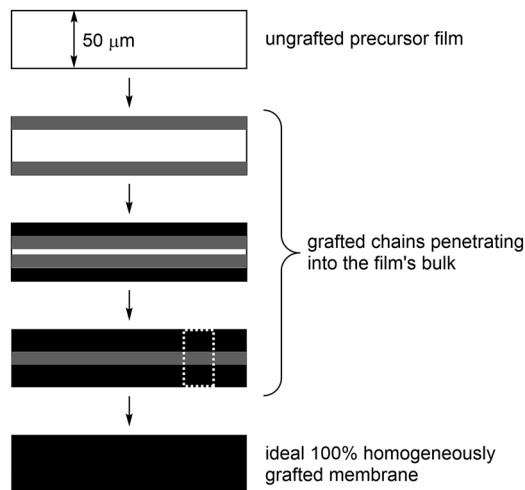 50 μm
ungrafted precursor film
grafted chains penetrating
into the film's bulk
ideal 100% homogeneously
grafted membrane